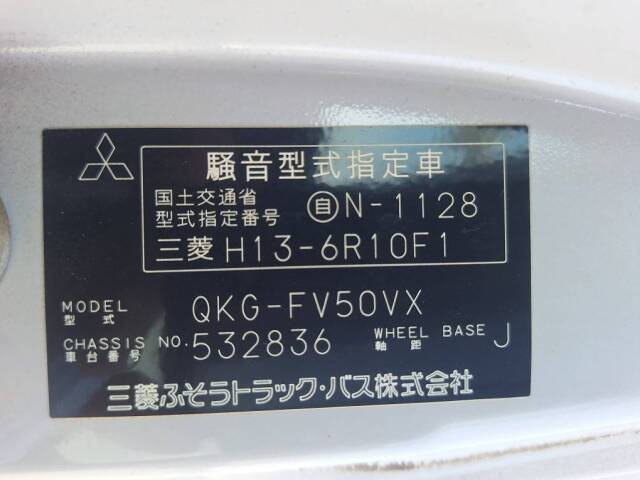 騒音型式指定車
国土交通省
型式指定番号 自N-1128
三菱 H13-6R10F1
MODEL QKG-FV50VX
型式
CHASSIS NO. 532836 WHEEL BASE J
車台番号 軸距
三菱ふそうトラック・バス株式会社